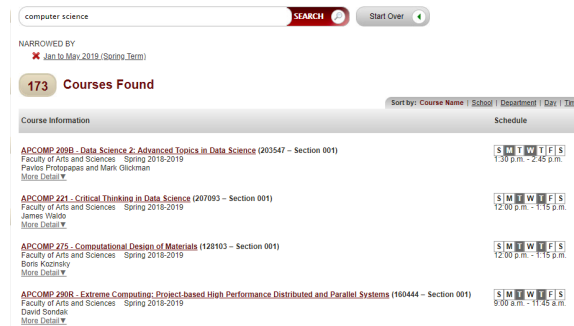 computer science
SEARCH
Start Over
NARROWED BY
Jan to May 2019 (Spring Term)
173 Courses Found
Sort by: Course Name | School | Department | Day |
Course Information Schedule
APCOMP 209B - Data Science 2: Advanced Topics in Data Science (203547 – Section 001) S M T W T F S
Faculty of Arts and Sciences Spring 2018-2019 1:30 p.m. - 2:45 p.m.
Pavlos Protopapas and Mark Glickman
More Detail▼
APCOMP 221 - Critical Thinking in Data Science (207093 – Section 001) S M T W T F S
Faculty of Arts and Sciences Spring 2018-2019 12:00 p.m. - 1:15 p.m.
James Waldo
More Detail▼
APCOMP 275 - Computational Design of Materials (128103 – Section 001) S M T W T F S
Faculty of Arts and Sciences Spring 2018-2019 12:00 p.m. - 1:15 p.m.
Boris Kozinsky
More Detail▼
APCOMP 290R - Extreme Computing: Project-based High Performance Distributed and Parallel Systems (160444 – Section 001) S M T W T F S
Faculty of Arts and Sciences Spring 2018-2019 9:00 a.m. - 11:45 a.m.
David Sondak
More Detail▼